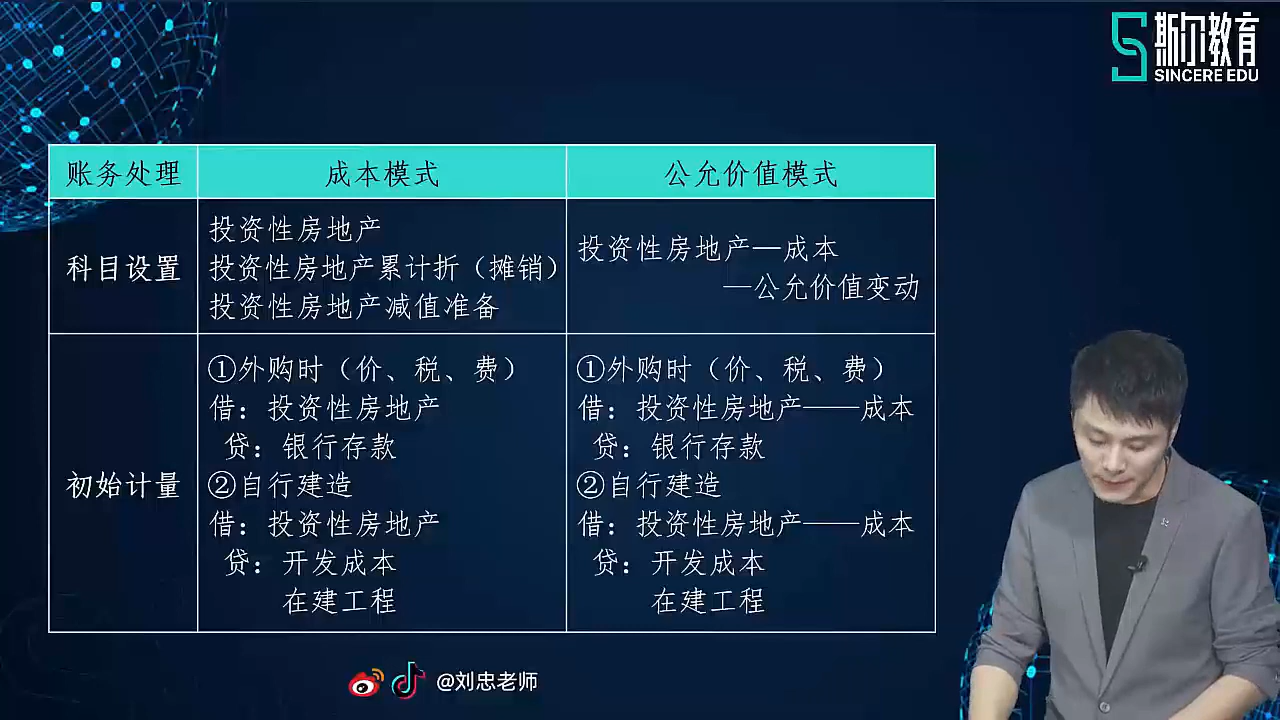 斯尔教育
SINCERE EDU
账务处理
成本模式
公允价值模式
科目设置
投资性房地产
投资性房地产累计折（摊销）
投资性房地产减值准备
投资性房地产—成本
—公允价值变动
初始计量
①外购时（价、税、费）
借：投资性房地产
贷：银行存款
②自行建造
借：投资性房地产
贷：开发成本
在建工程
①外购时（价、税、费）
借：投资性房地产——成本
贷：银行存款
②自行建造
借：投资性房地产——成本
贷：开发成本
在建工程
@刘忠老师